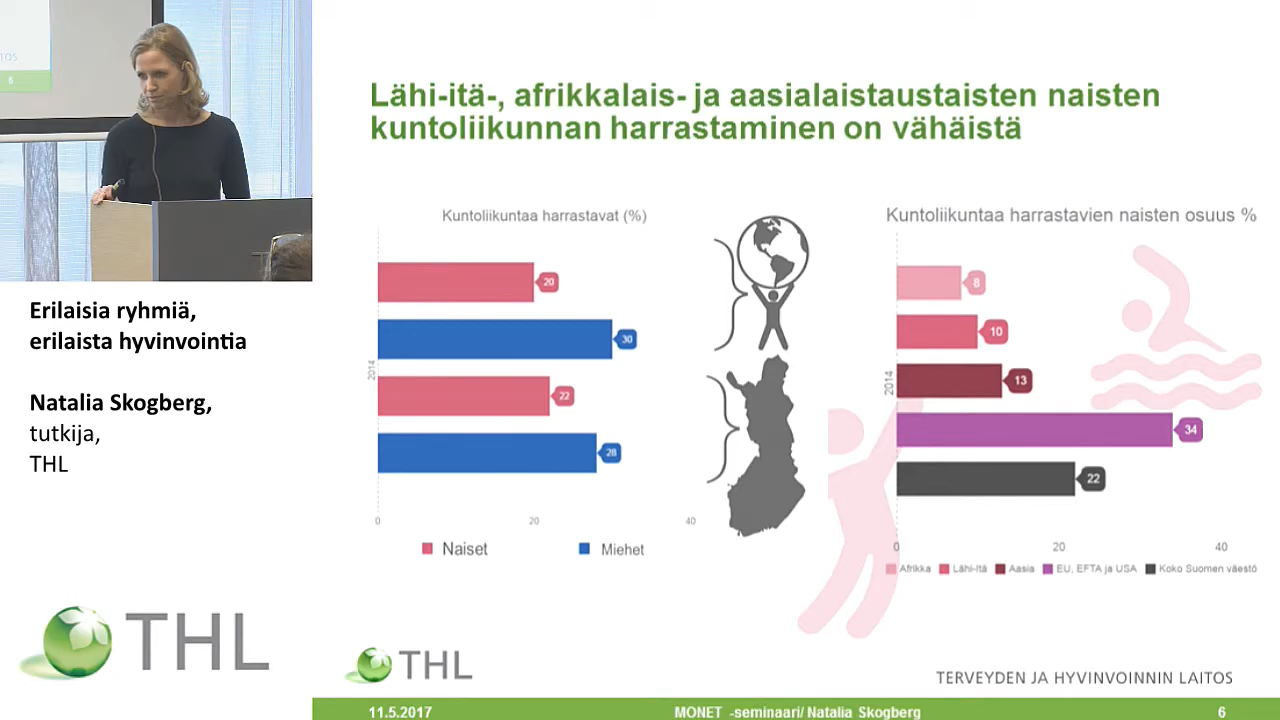 Lähi-itä-, afrikkalais- ja aasialaistaustaisten naisten
kuntoliikunnan harrastaminen on vähäistä
Erilaisia ryhmiä,
erilaista hyvinvointia
Natalia Skogberg,
tutkija,
THL
THL
Kuntoliikuntaa harrastavat (%)
20
30
2014
22
28
0
20
40
Naiset
Miehet
Kuntoliikuntaa harrastavien naisten osuus %
8
10
13
2014
34
22
0
20
40
Afrikka
Lähi-Itä
Aasia
EU, EFTA ja USA
Koko Suomen väestö
THL
TERVEYDEN JA HYVINVOINNIN LAITOS
11.5.2017
MONET -seminaari/ Natalia Skogberg
6